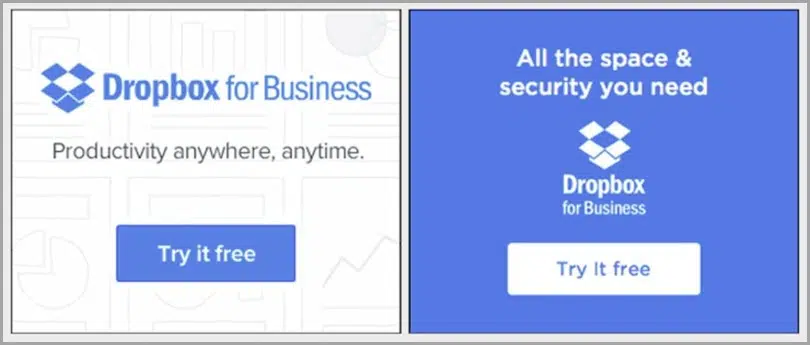 Dropbox for Business
Productivity anywhere, anytime.
Try it free
All the space &
security you need
Dropbox
for Business
Try It free